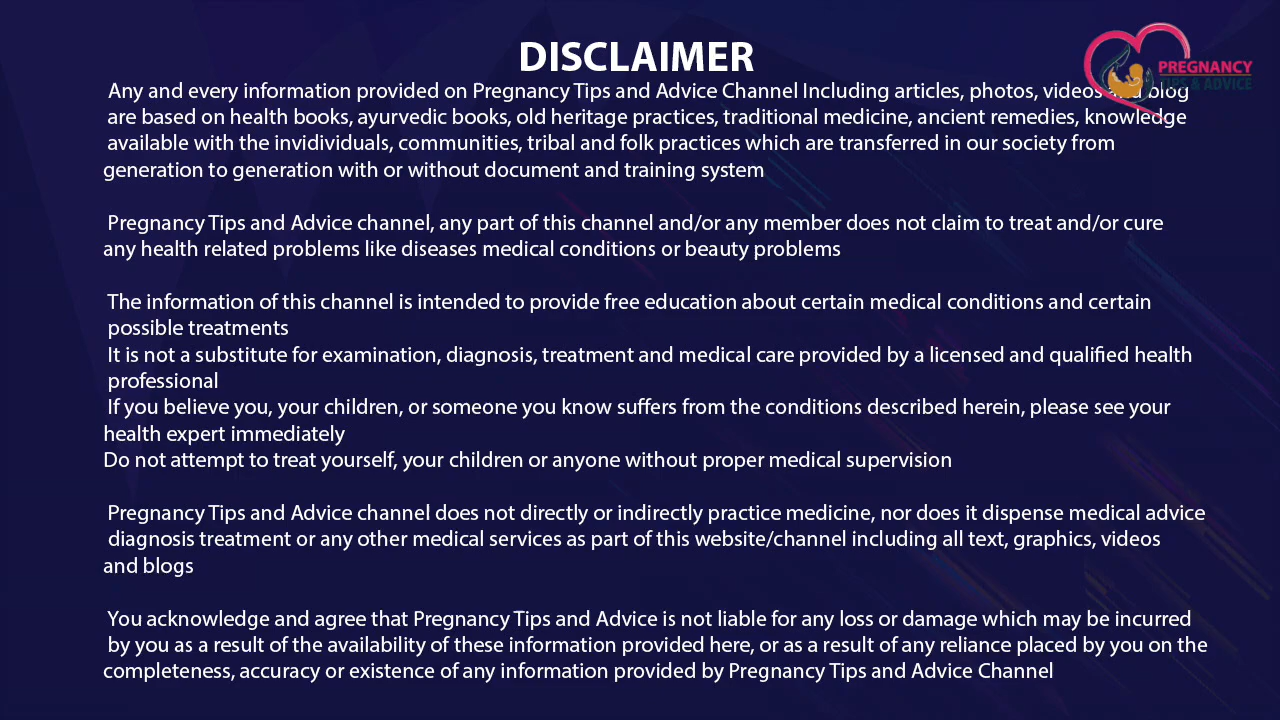 DISCLAIMER
PREGNANCY
TIPS & ADVICE
Any and every information provided on Pregnancy Tips and Advice Channel Including articles, photos, videos and blog
are based on health books, ayurvedic books, old heritage practices, traditional medicine, ancient remedies, knowledge
available with the invidividuals, communities, tribal and folk practices which are transferred in our society from
generation to generation with or without document and training system
Pregnancy Tips and Advice channel, any part of this channel and/or any member does not claim to treat and/or cure
any health related problems like diseases medical conditions or beauty problems
The information of this channel is intended to provide free education about certain medical conditions and certain
possible treatments
It is not a substitute for examination, diagnosis, treatment and medical care provided by a licensed and qualified health
professional
If you believe you, your children, or someone you know suffers from the conditions described herein, please see your
health expert immediately
Do not attempt to treat yourself, your children or anyone without proper medical supervision
Pregnancy Tips and Advice channel does not directly or indirectly practice medicine, nor does it dispense medical advice
diagnosis treatment or any other medical services as part of this website/channel including all text, graphics, videos
and blogs
You acknowledge and agree that Pregnancy Tips and Advice is not liable for any loss or damage which may be incurred
by you as a result of the availability of these information provided here, or as a result of any reliance placed by you on the
completeness, accuracy or existence of any information provided by Pregnancy Tips and Advice Channel